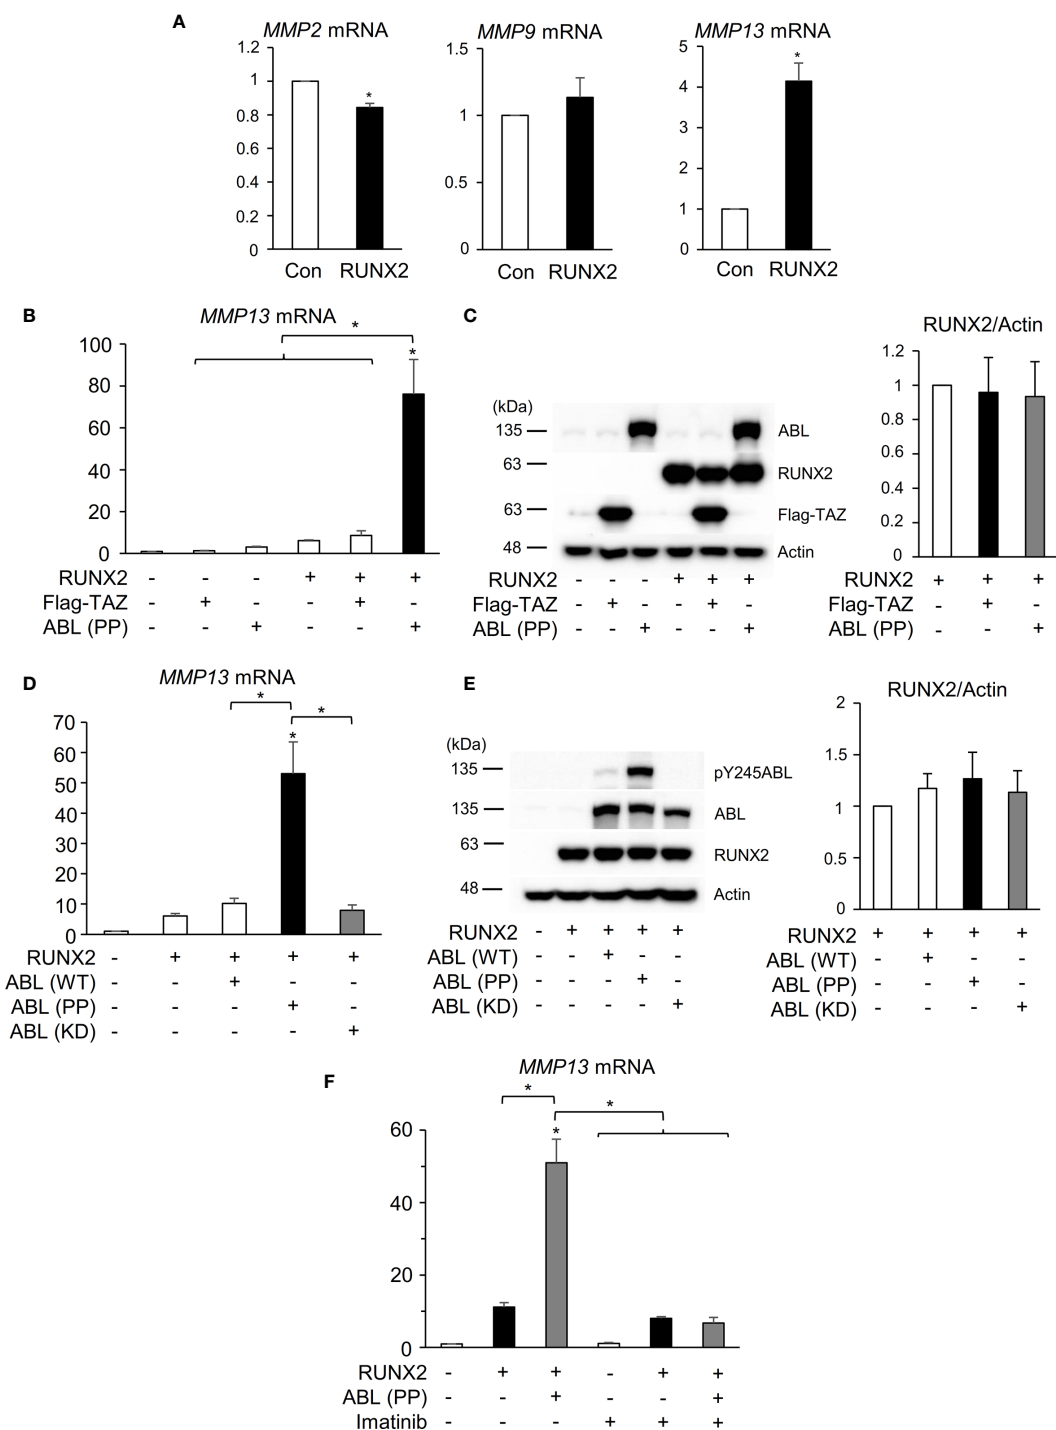 A
MMP2 mRNA
MMP9 mRNA
MMP13 mRNA
1.2
1
0.8
0.6
0.4
0.2
0
*
Con RUNX2
1.5
1
0.5
0
Con RUNX2
5
4
3
2
1
0
*
Con RUNX2
B
MMP13 mRNA
*
*
100
80
60
40
20
0
RUNX2 - - - + + +
Flag-TAZ - + - - + -
ABL (PP) - - + - - +
C
(kDa)
135 ABL
63 RUNX2
63 Flag-TAZ
48 Actin
RUNX2 - - - + + +
Flag-TAZ - + - - + -
ABL (PP) - - + - - +
RUNX2/Actin
1.2
1
0.8
0.6
0.4
0.2
0
RUNX2 + + +
Flag-TAZ - + -
ABL (PP) - - +
D
MMP13 mRNA
*
*
*
70
60
50
40
30
20
10
0
RUNX2 - + + + +
ABL (WT) - - + - -
ABL (PP) - - - + -
ABL (KD) - - - - +
E
(kDa)
135 pY245ABL
135 ABL
63 RUNX2
48 Actin
RUNX2 - + + + +
ABL (WT) - - + - -
ABL (PP) - - - + -
ABL (KD) - - - - +
RUNX2/Actin
2
1.5
1
0.5
0
RUNX2 + + + +
ABL (WT) - + - -
ABL (PP) - - + -
ABL (KD) - - - +
F
MMP13 mRNA
*
*
*
60
40
20
0
RUNX2 - + + - + +
ABL (PP) - - + - - +
Imatinib - - - + + +